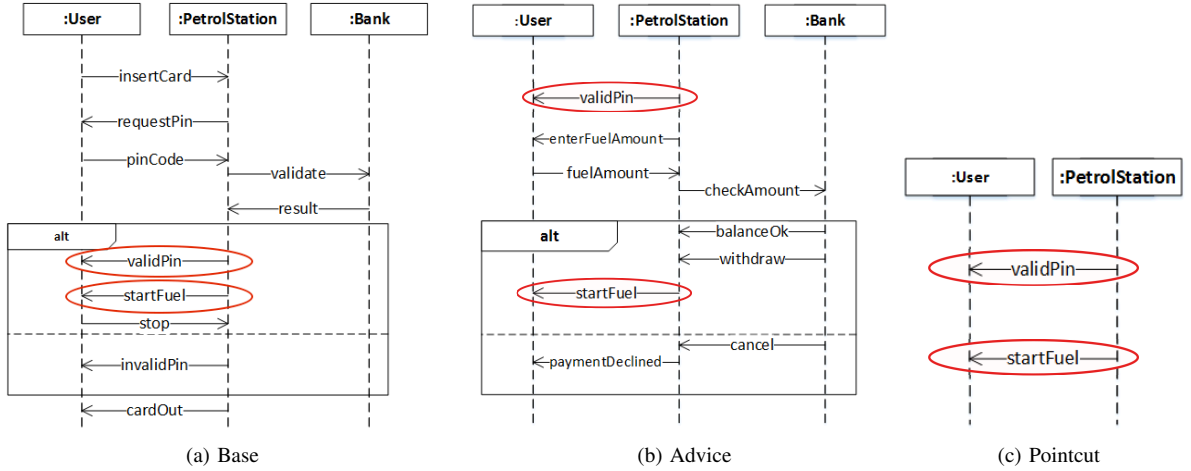 :User
:PetrolStation
:Bank
insertCard
requestPin
pinCode
validate
result
alt
validPin
startFuel
stop
invalidPin
cardOut
(a) Base
:User
:PetrolStation
:Bank
validPin
enterFuelAmount
fuelAmount
checkAmount
alt
balanceOk
withdraw
startFuel
cancel
paymentDeclined
(b) Advice
:User
:PetrolStation
validPin
startFuel
(c) Pointcut